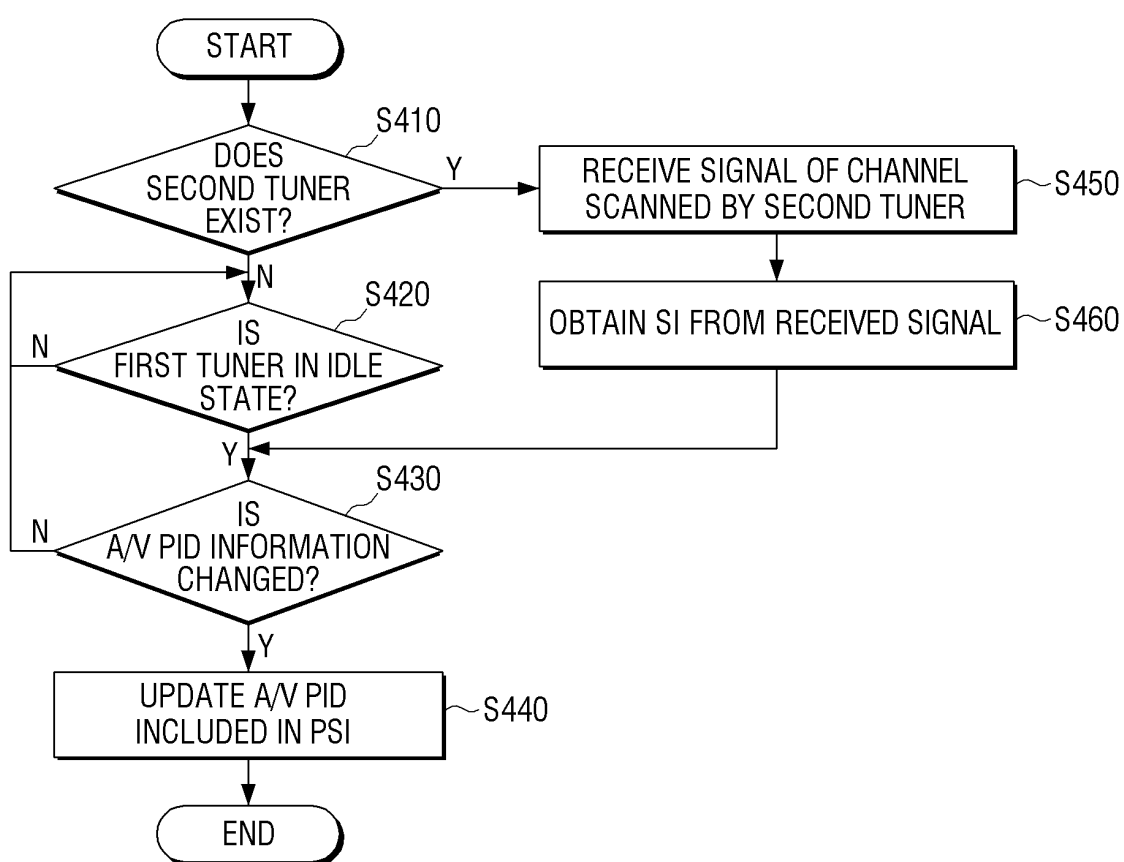 START
S410
DOES
SECOND TUNER
EXIST?
Y
RECEIVE SIGNAL OF CHANNEL
SCANNED BY SECOND TUNER
S450
N
S420
IS
FIRST TUNER IN IDLE
STATE?
N
OBTAIN SI FROM RECEIVED SIGNAL
S460
Y
S430
IS
A/V PID INFORMATION
CHANGED?
N
Y
UPDATE A/V PID
INCLUDED IN PSI
S440
END